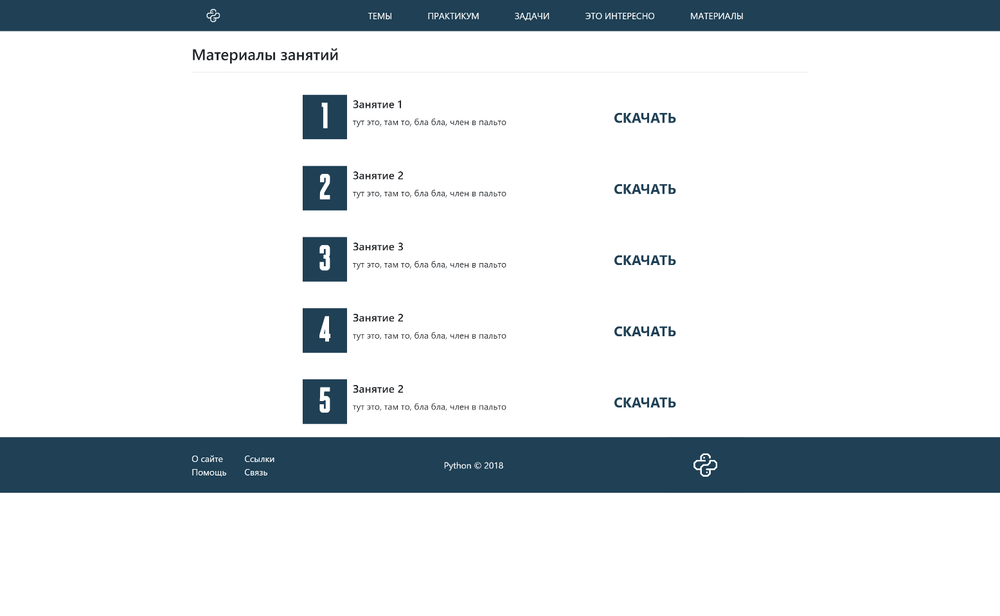 ТЕМЫ ПРАКТИКУМ ЗАДАЧИ ЭТО ИНТЕРЕСНО МАТЕРИАЛЫ
Материалы занятий
1
Занятие 1
тут это, там то, бла бла, член в пальто
СКАЧАТЬ
2
Занятие 2
тут это, там то, бла бла, член в пальто
СКАЧАТЬ
3
Занятие 3
тут это, там то, бла бла, член в пальто
СКАЧАТЬ
4
Занятие 2
тут это, там то, бла бла, член в пальто
СКАЧАТЬ
5
Занятие 2
тут это, там то, бла бла, член в пальто
СКАЧАТЬ
О сайте Ссылки
Помощь Связь
Python © 2018